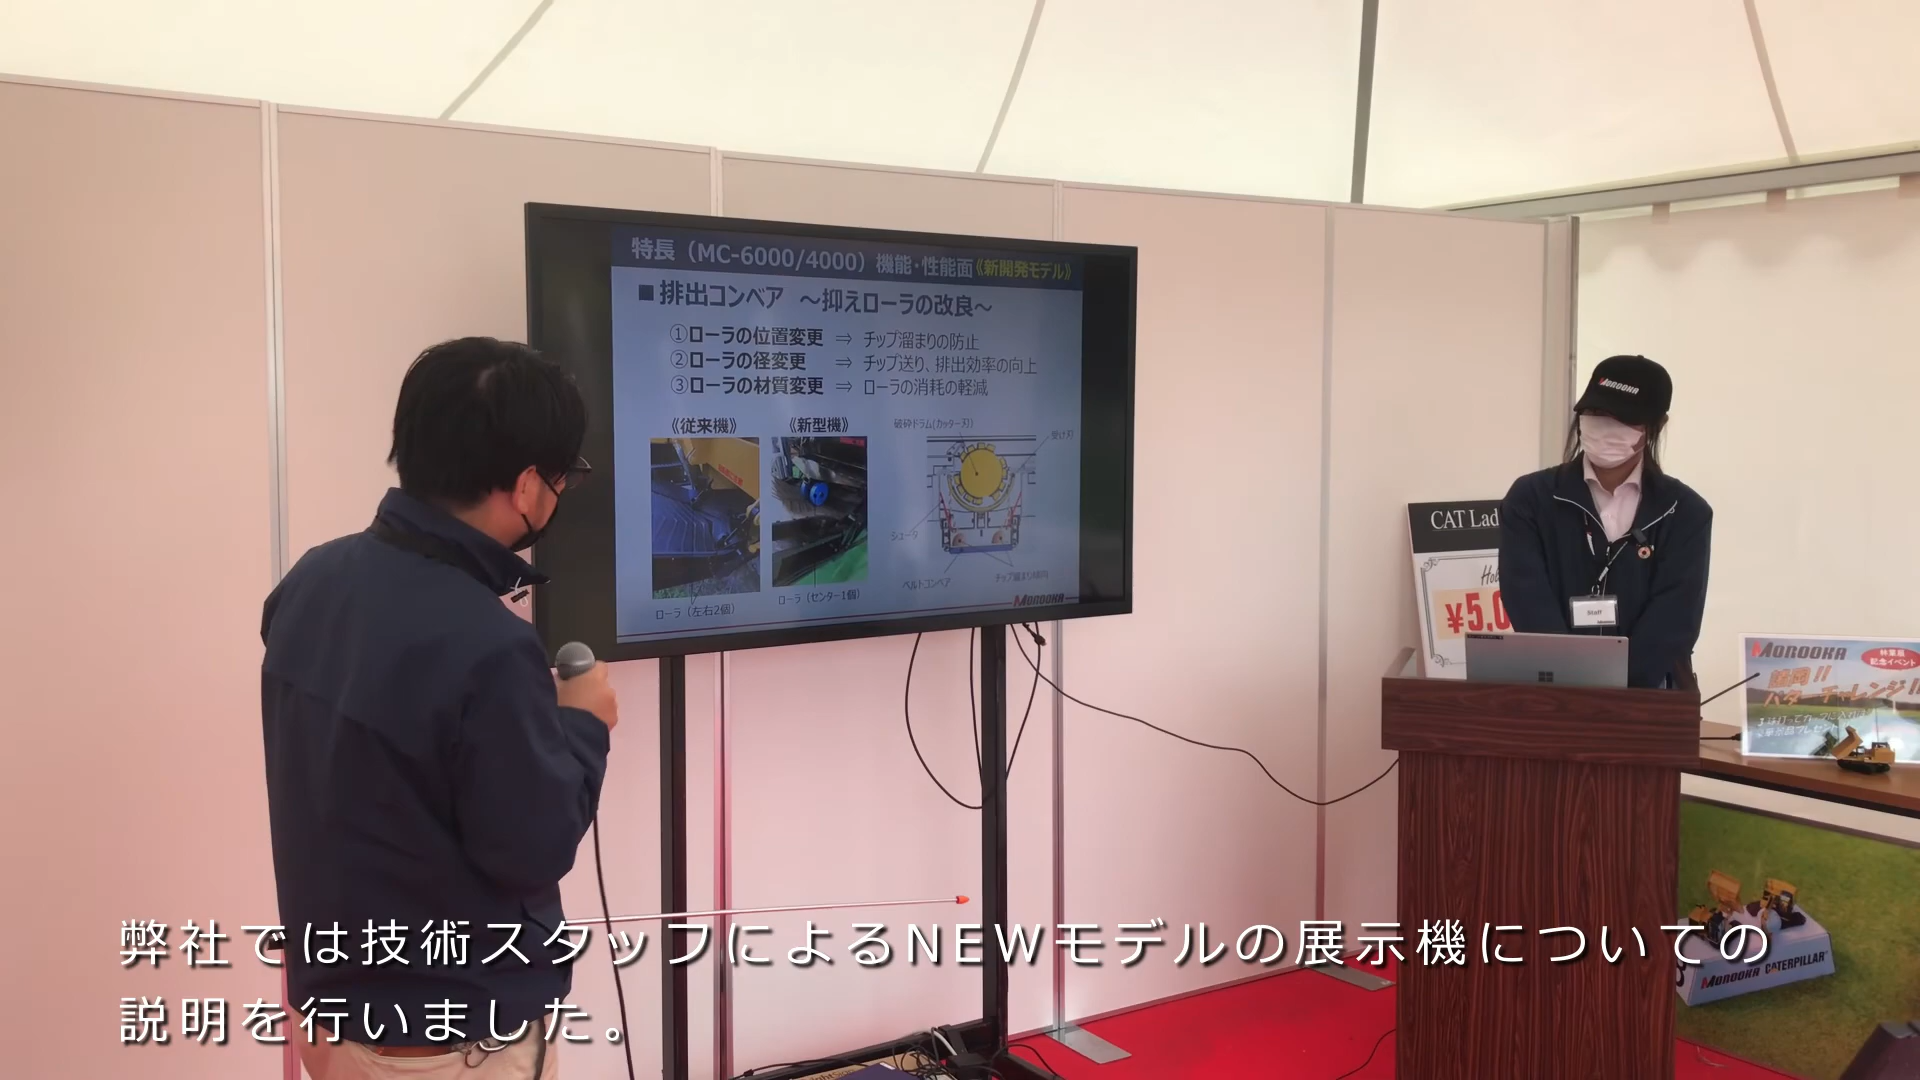 特長（MC-6000/4000）機能・性能面《新開発モデル》
■排出コンベア ～抑えローラの改良～
①ローラの位置変更 ⇒ チップ溜まりの防止
②ローラの径変更 ⇒ チップ送り、排出効率の向上
③ローラの材質変更 ⇒ ローラの消耗の軽減
《従来機》
《新型機》
破砕ドラム(カッター刃)
受け刃
シュータ
ベルトコンベア
ローラ（左右2個）
ローラ（センター1個）
MOROOKA
MOROOKA
Staff
CAT Lad
¥5,0
MOROOKA
林業展
記念イベント
MOROOKA CATERPILLAR
弊社では技術スタッフによるNEWモデルの展示機についての
説明を行いました。